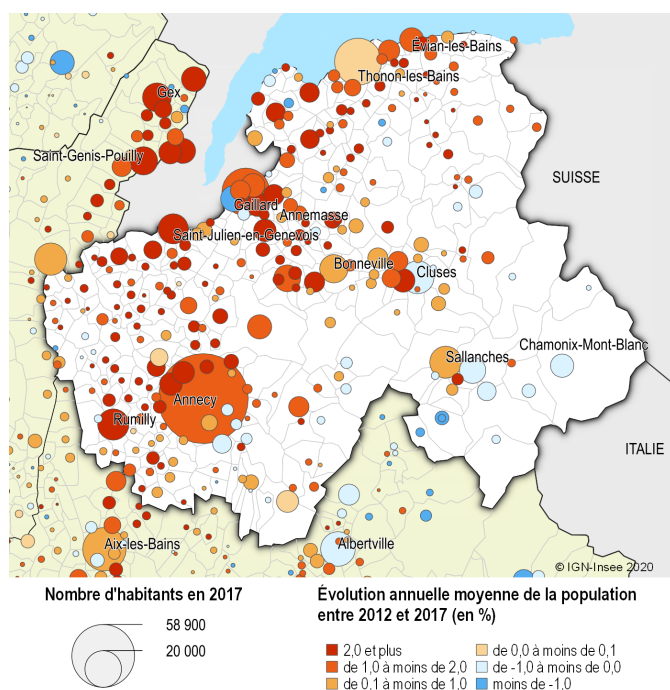 Évian-les-Bains
Thonon-les-Bains
Gex
Saint-Genis-Pouilly
SUISSE
Gaillard
Annemasse
Saint-Julien-en-Genevois
Bonneville
Cluses
Chamonix-Mont-Blanc
Sallanches
Annecy
Rumilly
ITALIE
Aix-les-Bains
Albertville
© IGN-Insee 2020
Nombre d'habitants en 2017
58 900
20 000
Évolution annuelle moyenne de la population
entre 2012 et 2017 (en %)
2,0 et plus
de 1,0 à moins de 2,0
de 0,1 à moins de 1,0
de 0,0 à moins de 0,1
de -1,0 à moins de 0,0
moins de -1,0